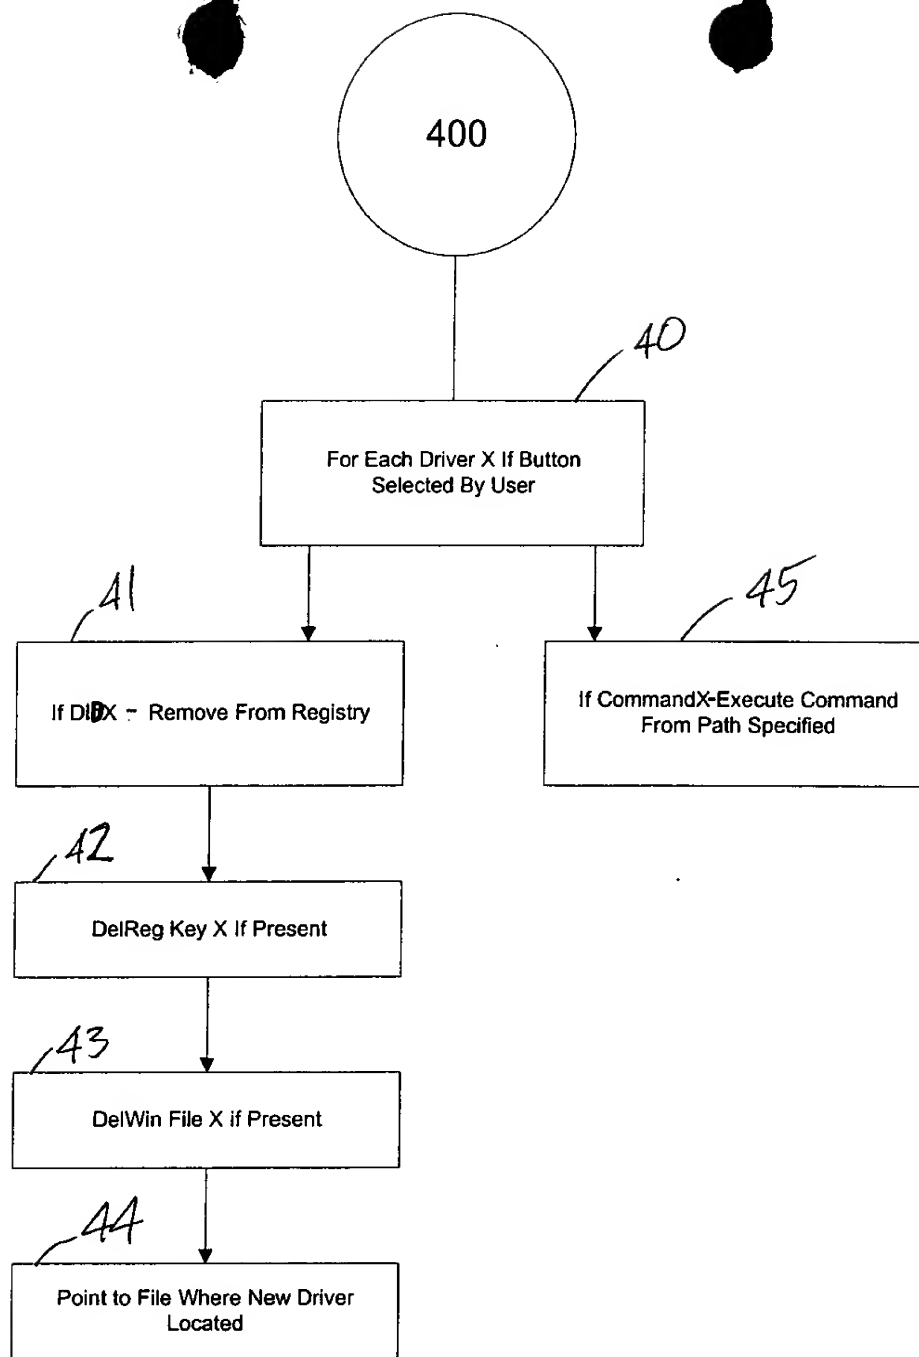 400
40
For Each Driver X If Button
Selected By User
41
If DIDX - Remove From Registry
45
If CommandX-Execute Command
From Path Specified
42
DelReg Key X If Present
43
DelWin File X if Present
44
Point to File Where New Driver
Located